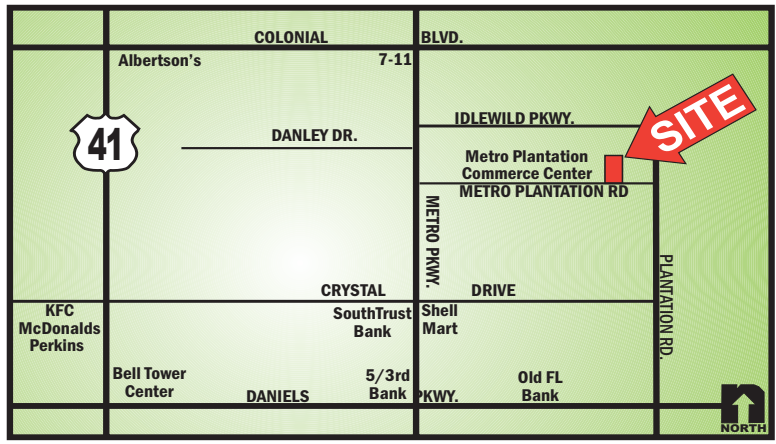 COLONIAL BLVD.
Albertson's
7-11
IDLEWILD PKWY.
SITE
41
DANLEY DR.
Metro Plantation
Commerce Center
METRO PLANTATION RD
METRO PKWY.
PLANTATION RD.
CRYSTAL DRIVE
KFC
McDonalds
Perkins
SouthTrust
Bank
Shell
Mart
Bell Tower
Center
5/3rd
Bank
Old FL
Bank
DANIELS PKWY.
NORTH